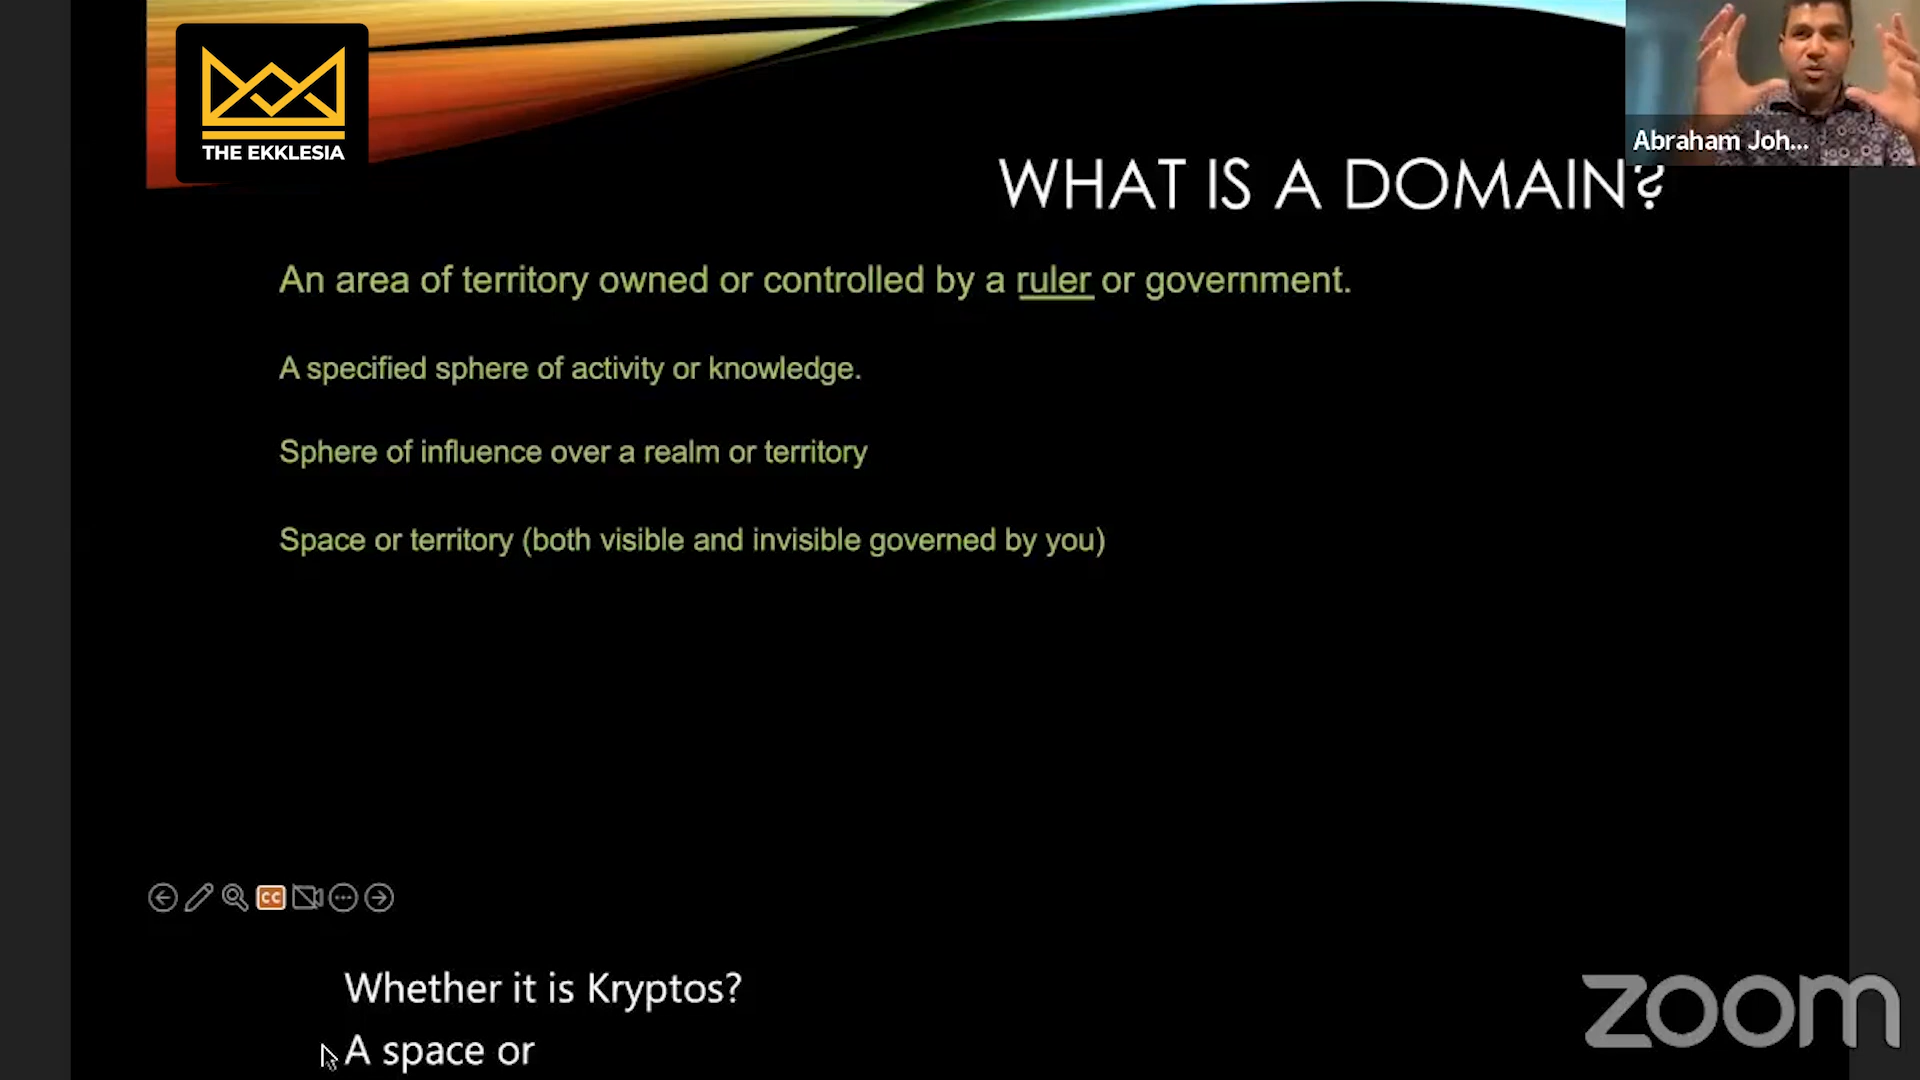 THE EKKLESIA
Abraham Joh...
WHAT IS A DOMAIN?
An area of territory owned or controlled by a ruler or government.
A specified sphere of activity or knowledge.
Sphere of influence over a realm or territory
Space or territory (both visible and invisible governed by you)
CC
Whether it is Kryptos?
A space or
zoom